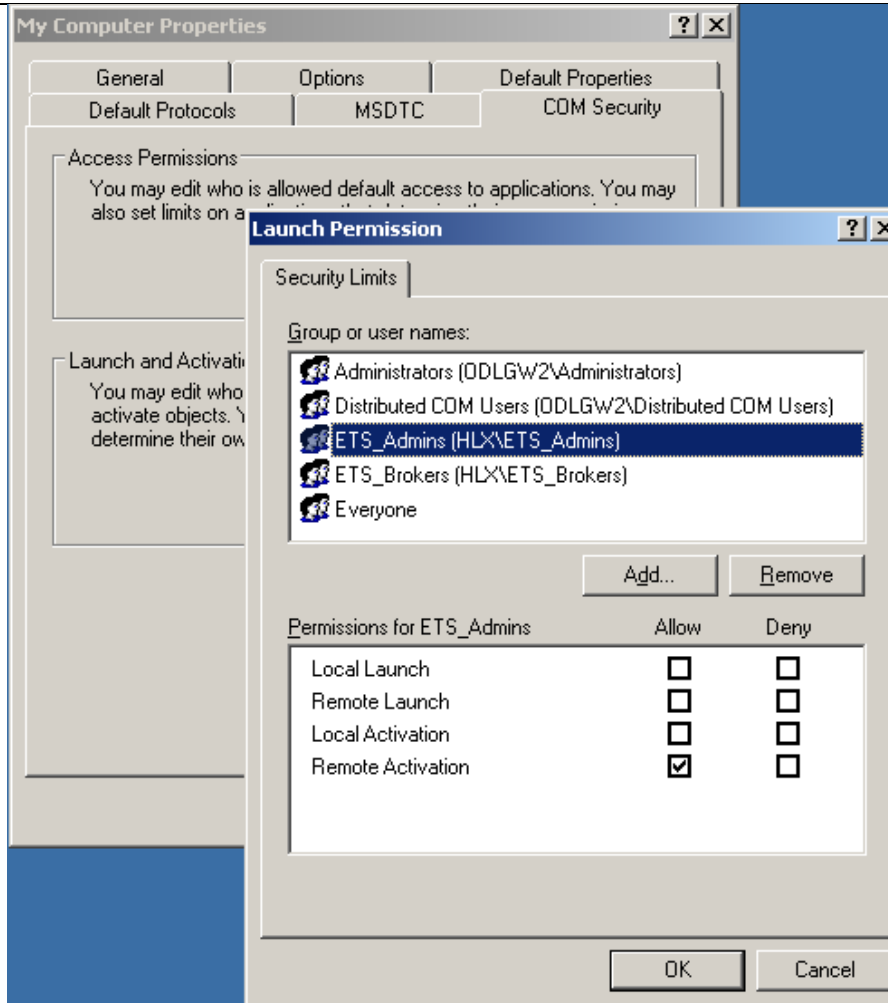 My Computer Properties
General
Options
Default Properties
Default Protocols
MSDTC
COM Security
Access Permissions
You may edit who is allowed default access to applications. You may
also set limits on a
Launch and Activati
You may edit who
activate objects. Y
determine their ow
Launch Permission
Security Limits
Group or user names:
Administrators (ODLGW2\Administrators)
Distributed COM Users (ODLGW2\Distributed COM Users)
ETS_Admins (HLX\ETS_Admins)
ETS_Brokers (HLX\ETS_Brokers)
Everyone
Add...
Remove
Permissions for ETS_Admins
Allow
Deny
Local Launch
Remote Launch
Local Activation
Remote Activation
OK
Cancel